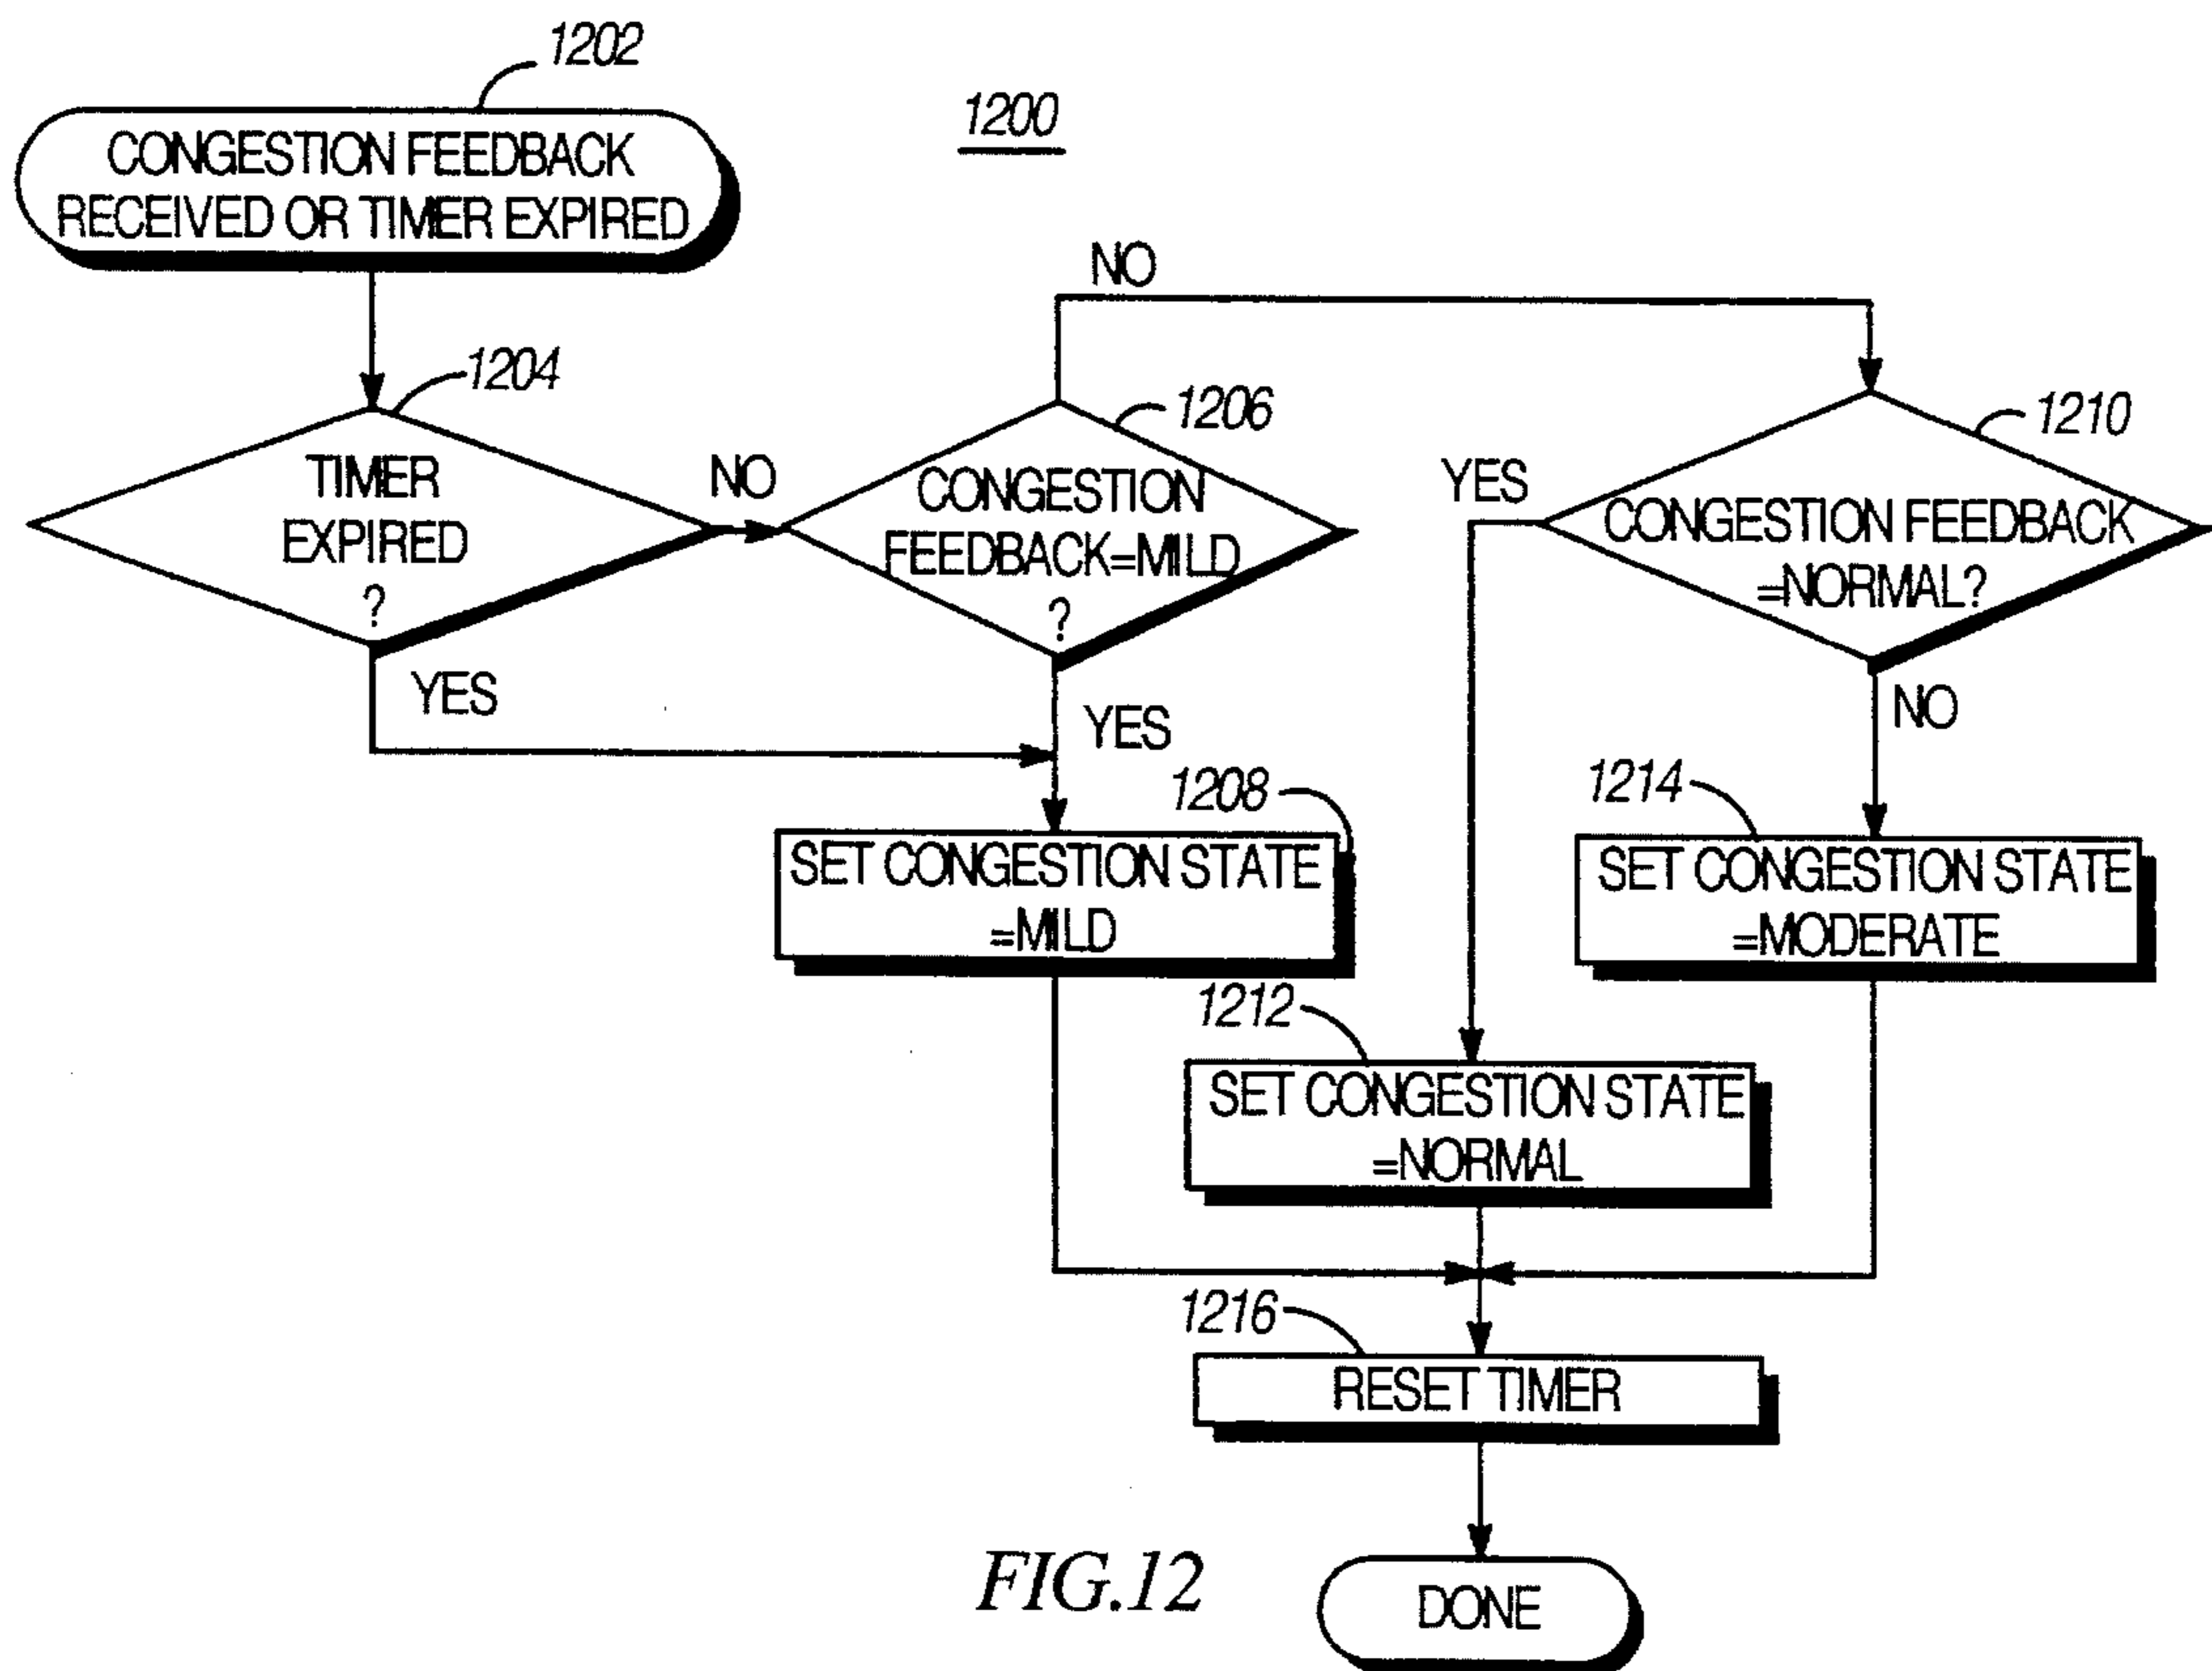 1202
1200
CONGESTION FEEDBACK
RECEIVED OR TIMER EXPIRED
NO
1204
1206
1210
TIMER
EXPIRED
?
NO
CONGESTION
FEEDBACK=MILD
?
YES
CONGESTION FEEDBACK
=NORMAL?
YES
YES
NO
1208
1214
SET CONGESTION STATE
=MILD
SET CONGESTION STATE
=MODERATE
1212
SET CONGESTION STATE
=NORMAL
1216
RESET TIMER
FIG.12
DONE